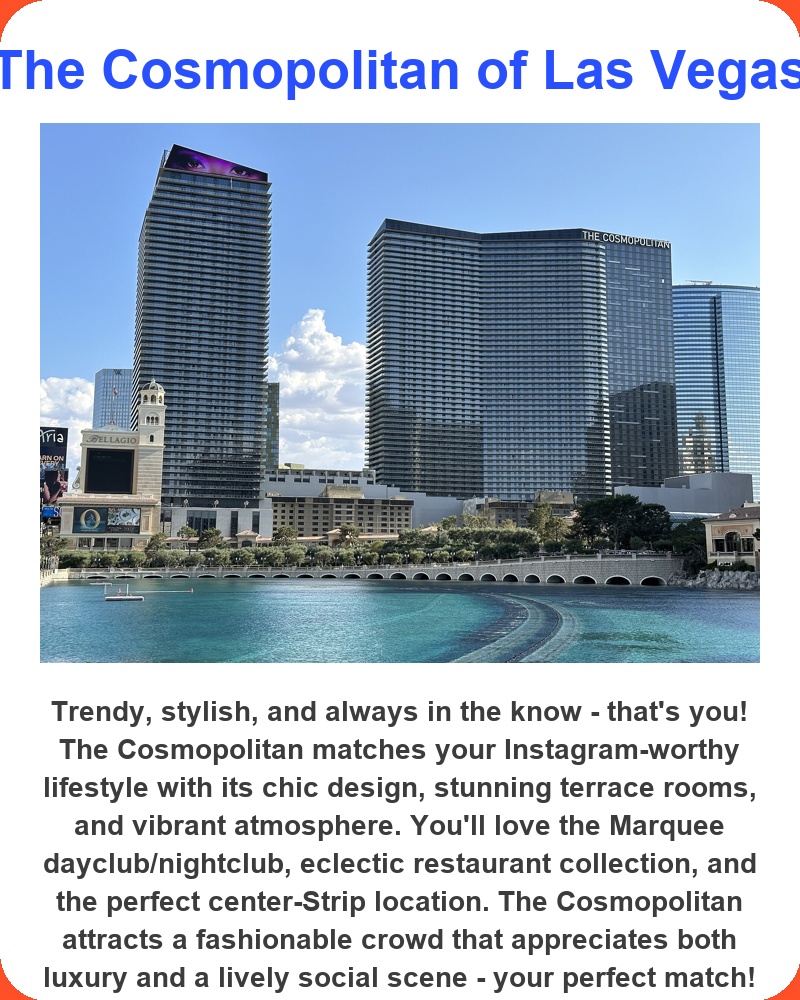 The Cosmopolitan of Las Vegas
THE COSMOPOLITAN
BELLAGIO
O
Trendy, stylish, and always in the know - that's you!
The Cosmopolitan matches your Instagram-worthy
lifestyle with its chic design, stunning terrace rooms,
and vibrant atmosphere. You'll love the Marquee
dayclub/nightclub, eclectic restaurant collection, and
the perfect center-Strip location. The Cosmopolitan
attracts a fashionable crowd that appreciates both
luxury and a lively social scene - your perfect match!